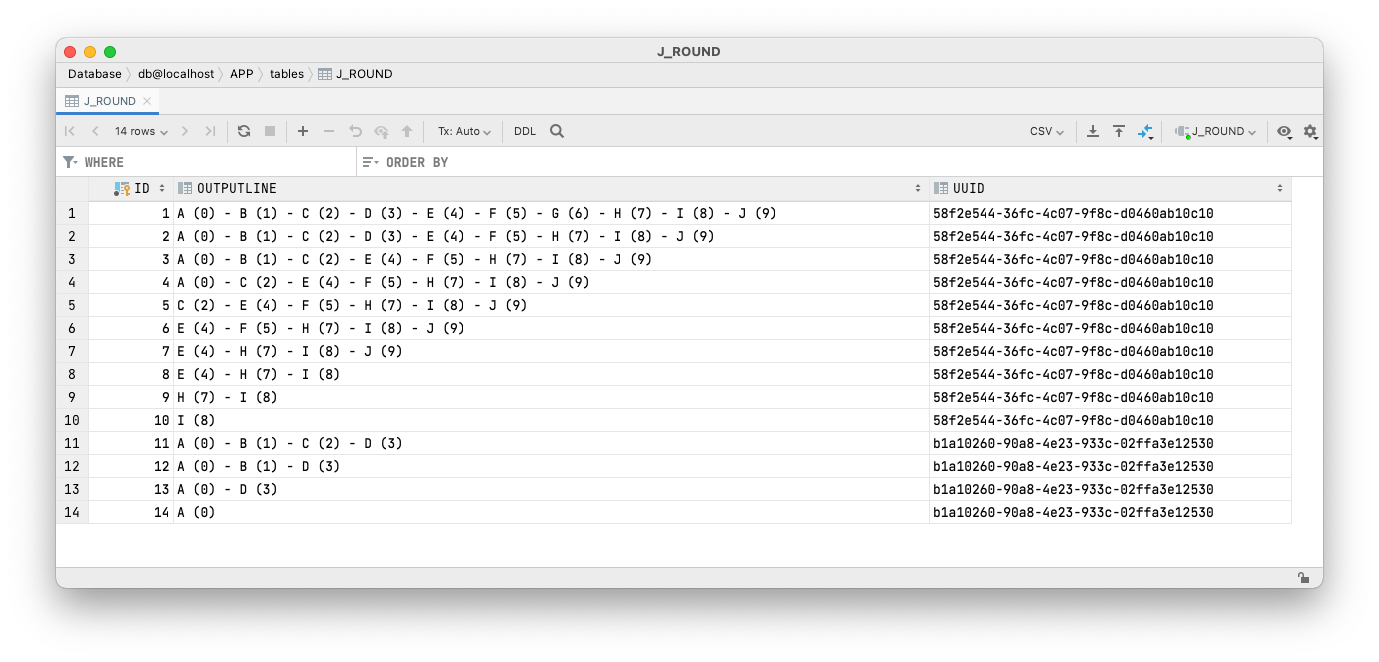 J_ROUND
Database db@localhost APP tables J_ROUND
J_ROUND
14 rows Tx: Auto DDL CSV J_ROUND
WHERE ORDER BY
ID OUTPUTLINE UUID
1 1 A (0) - B (1) - C (2) - D (3) - E (4) - F (5) - G (6) - H (7) - I (8) - J (9) 58f2e544-36fc-4c07-9f8c-d0460ab10c10
2 2 A (0) - B (1) - C (2) - D (3) - E (4) - F (5) - H (7) - I (8) - J (9) 58f2e544-36fc-4c07-9f8c-d0460ab10c10
3 3 A (0) - B (1) - C (2) - E (4) - F (5) - H (7) - I (8) - J (9) 58f2e544-36fc-4c07-9f8c-d0460ab10c10
4 4 A (0) - C (2) - E (4) - F (5) - H (7) - I (8) - J (9) 58f2e544-36fc-4c07-9f8c-d0460ab10c10
5 5 C (2) - E (4) - F (5) - H (7) - I (8) - J (9) 58f2e544-36fc-4c07-9f8c-d0460ab10c10
6 6 E (4) - F (5) - H (7) - I (8) - J (9) 58f2e544-36fc-4c07-9f8c-d0460ab10c10
7 7 E (4) - H (7) - I (8) - J (9) 58f2e544-36fc-4c07-9f8c-d0460ab10c10
8 8 E (4) - H (7) - I (8) 58f2e544-36fc-4c07-9f8c-d0460ab10c10
9 9 H (7) - I (8) 58f2e544-36fc-4c07-9f8c-d0460ab10c10
10 10 I (8) 58f2e544-36fc-4c07-9f8c-d0460ab10c10
11 11 A (0) - B (1) - C (2) - D (3) b1a10260-90a8-4e23-933c-02ffa3e12530
12 12 A (0) - B (1) - D (3) b1a10260-90a8-4e23-933c-02ffa3e12530
13 13 A (0) - D (3) b1a10260-90a8-4e23-933c-02ffa3e12530
14 14 A (0) b1a10260-90a8-4e23-933c-02ffa3e12530